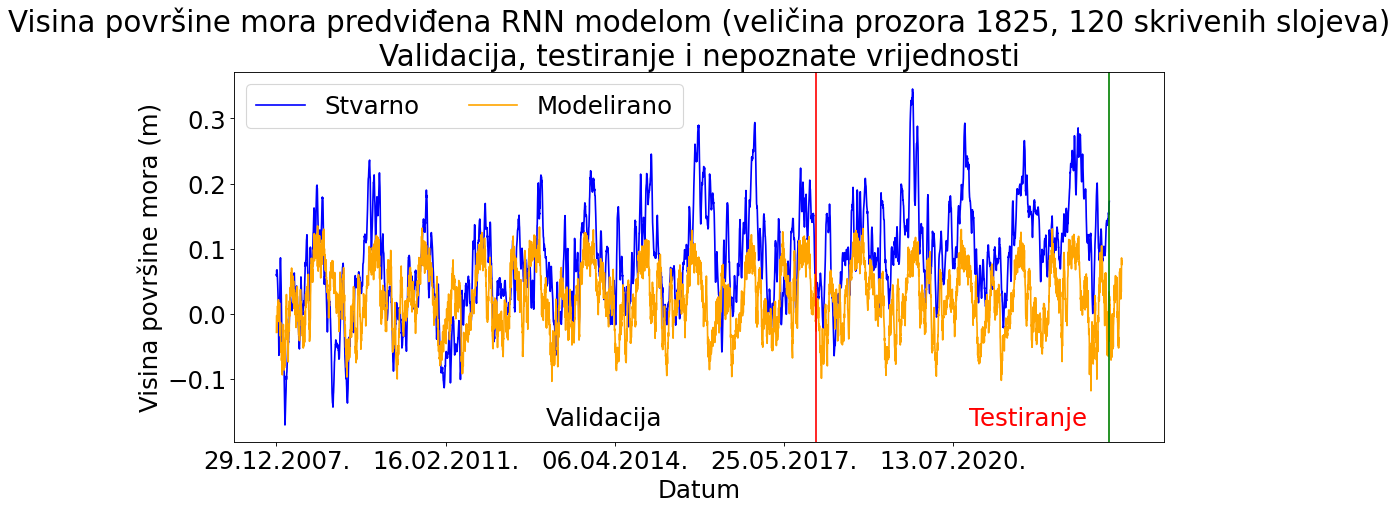 Visina površine mora predviđena RNN modelom (veličina prozora 1825, 120 skrivenih slojeva)
Validacija, testiranje i nepoznate vrijednosti
Stvarno Modelirano
Visina površine mora (m)
0.3
0.2
0.1
0.0
−0.1
Validacija Testiranje
29.12.2007. 16.02.2011. 06.04.2014. 25.05.2017. 13.07.2020.
Datum